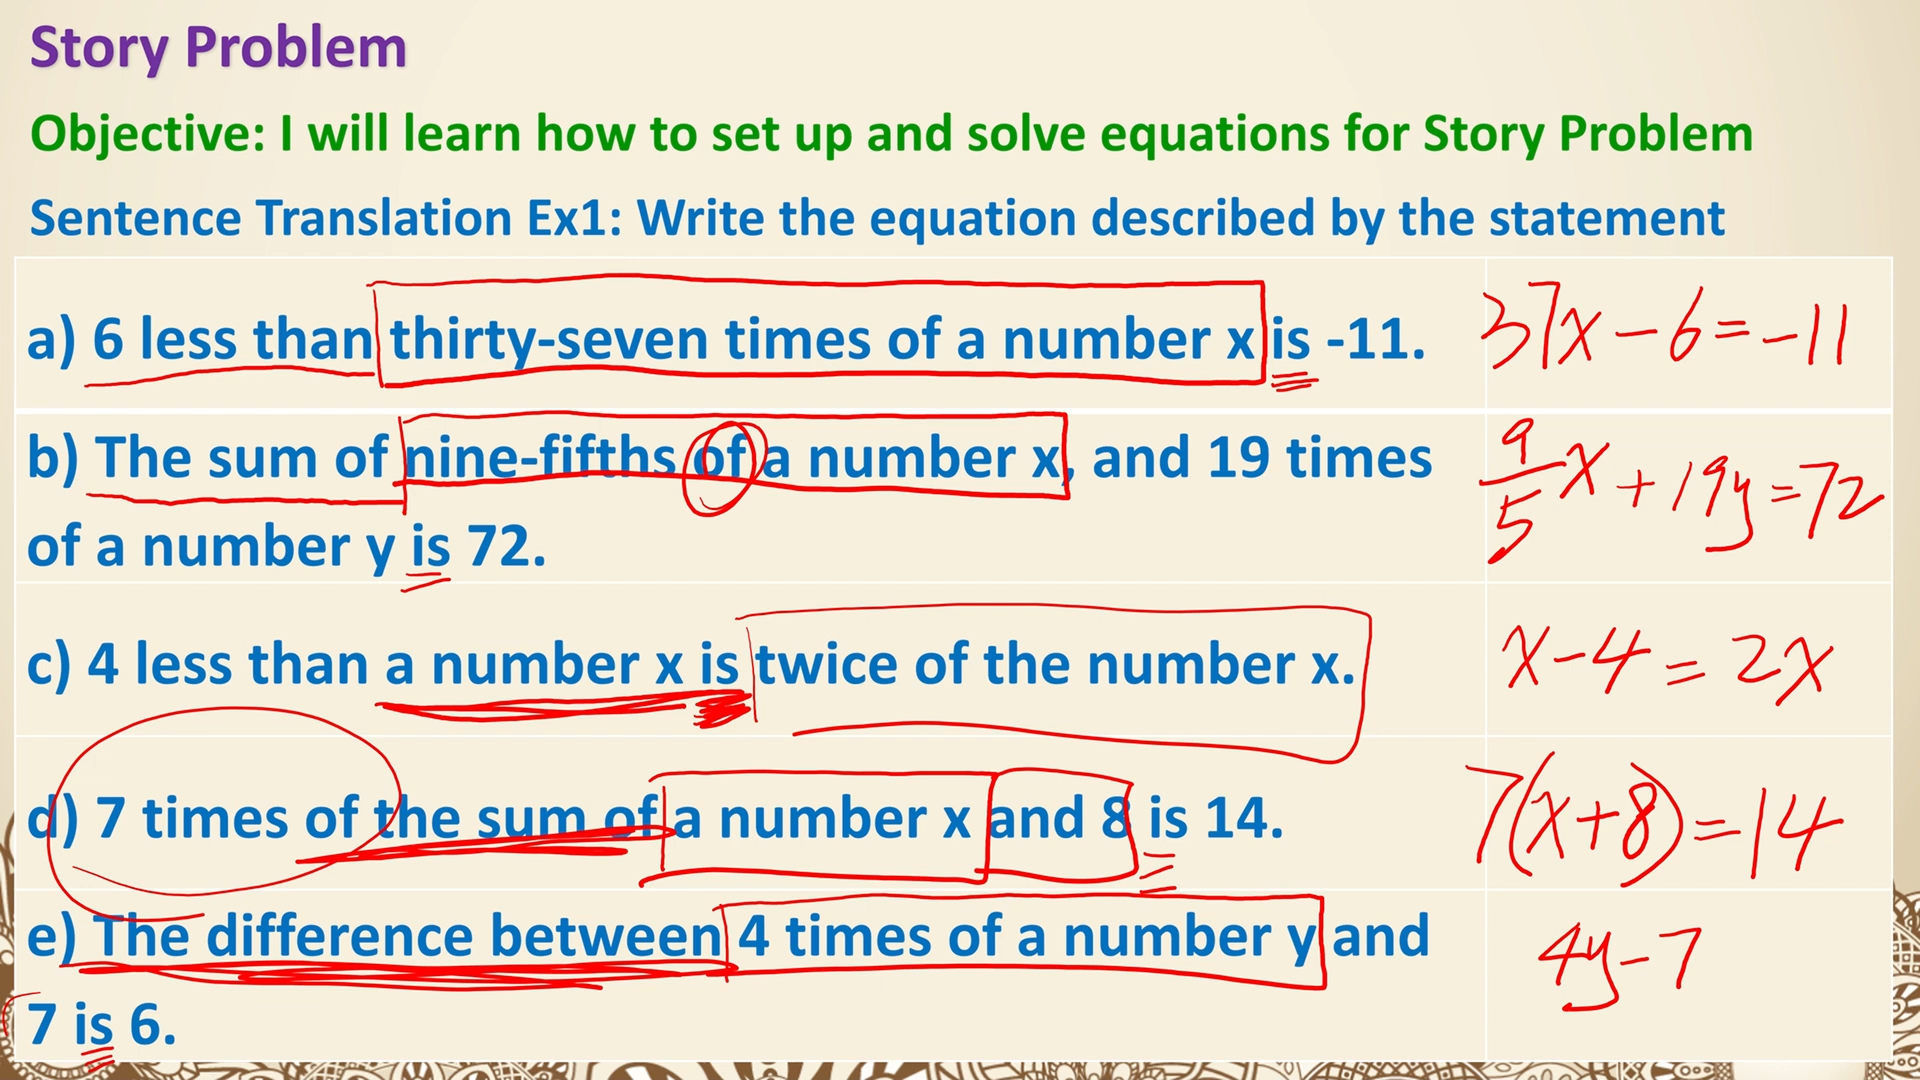 Story Problem
Objective: I will learn how to set up and solve equations for Story Problem
Sentence Translation Ex1: Write the equation described by the statement
a) 6 less than thirty-seven times of a number x is -11.
37x - 6 = -11
b) The sum of nine-fifths of a number x, and 19 times
of a number y is 72.
9/5 x + 19y = 72
c) 4 less than a number x is twice of the number x.
x - 4 = 2x
d) 7 times of the sum of a number x and 8 is 14.
7(x+8) = 14
e) The difference between 4 times of a number y and
7 is 6.
4y - 7